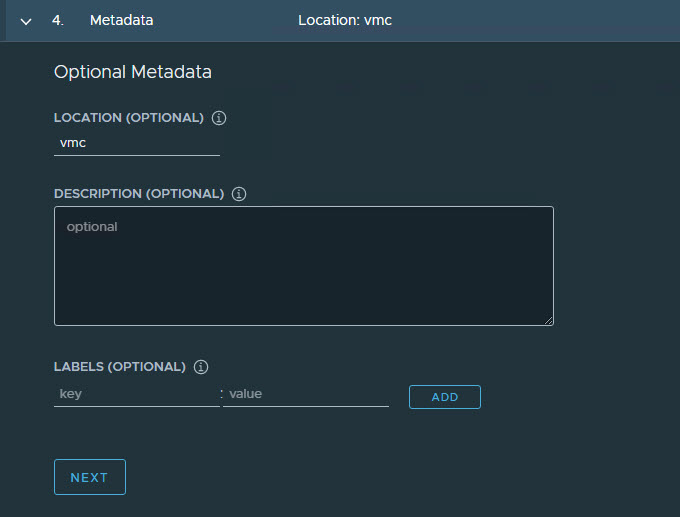 4. Metadata Location: vmc
Optional Metadata
LOCATION (OPTIONAL)
vmc
DESCRIPTION (OPTIONAL)
optional
LABELS (OPTIONAL)
key : value ADD
NEXT